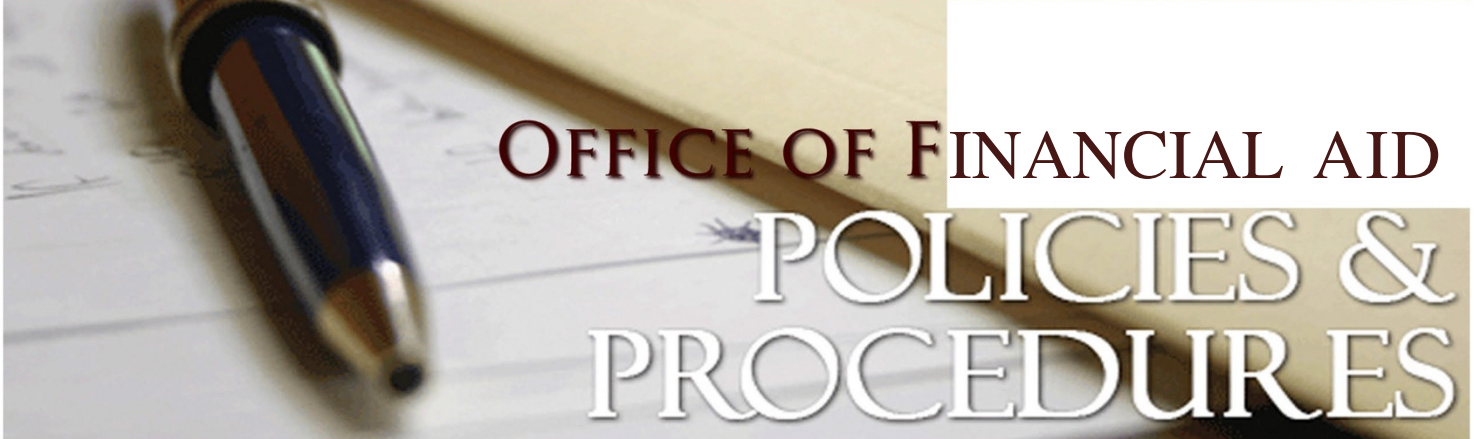 OFFICE OF FINANCIAL AID
POLICIES &
PROCEDURES